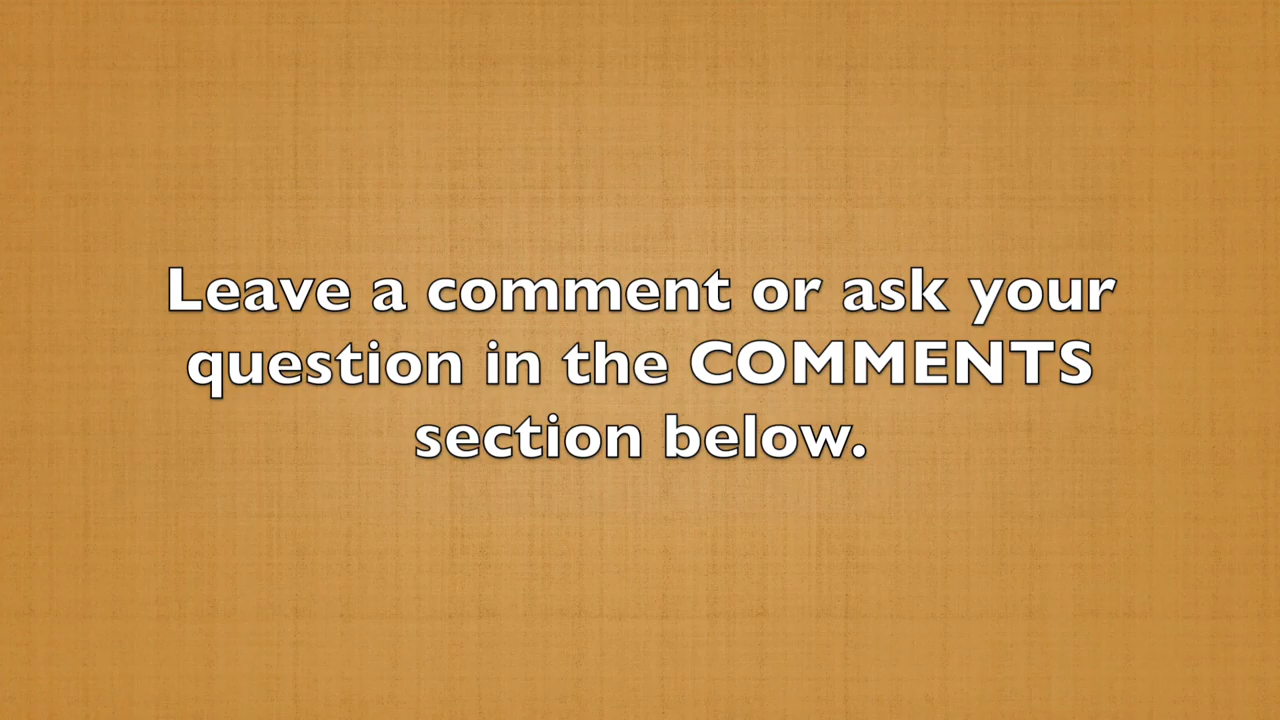 Leave a comment or ask your
question in the COMMENTS
section below.